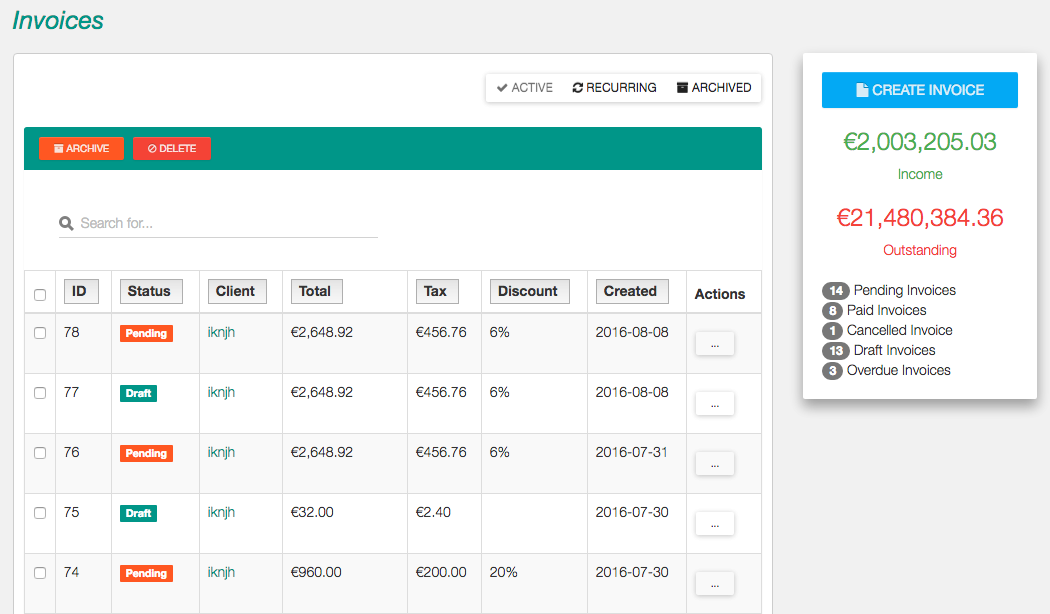 Invoices
ACTIVE RECURRING ARCHIVED
ARCHIVE DELETE
Search for...
ID Status Client Total Tax Discount Created Actions
78 Pending iknjh €2,648.92 €456.76 6% 2016-08-08 ...
77 Draft iknjh €2,648.92 €456.76 6% 2016-08-08 ...
76 Pending iknjh €2,648.92 €456.76 6% 2016-07-31 ...
75 Draft iknjh €32.00 €2.40 2016-07-30 ...
74 Pending iknjh €960.00 €200.00 20% 2016-07-30 ...
CREATE INVOICE
€2,003,205.03
Income
€21,480,384.36
Outstanding
14 Pending Invoices
8 Paid Invoices
1 Cancelled Invoice
13 Draft Invoices
3 Overdue Invoices